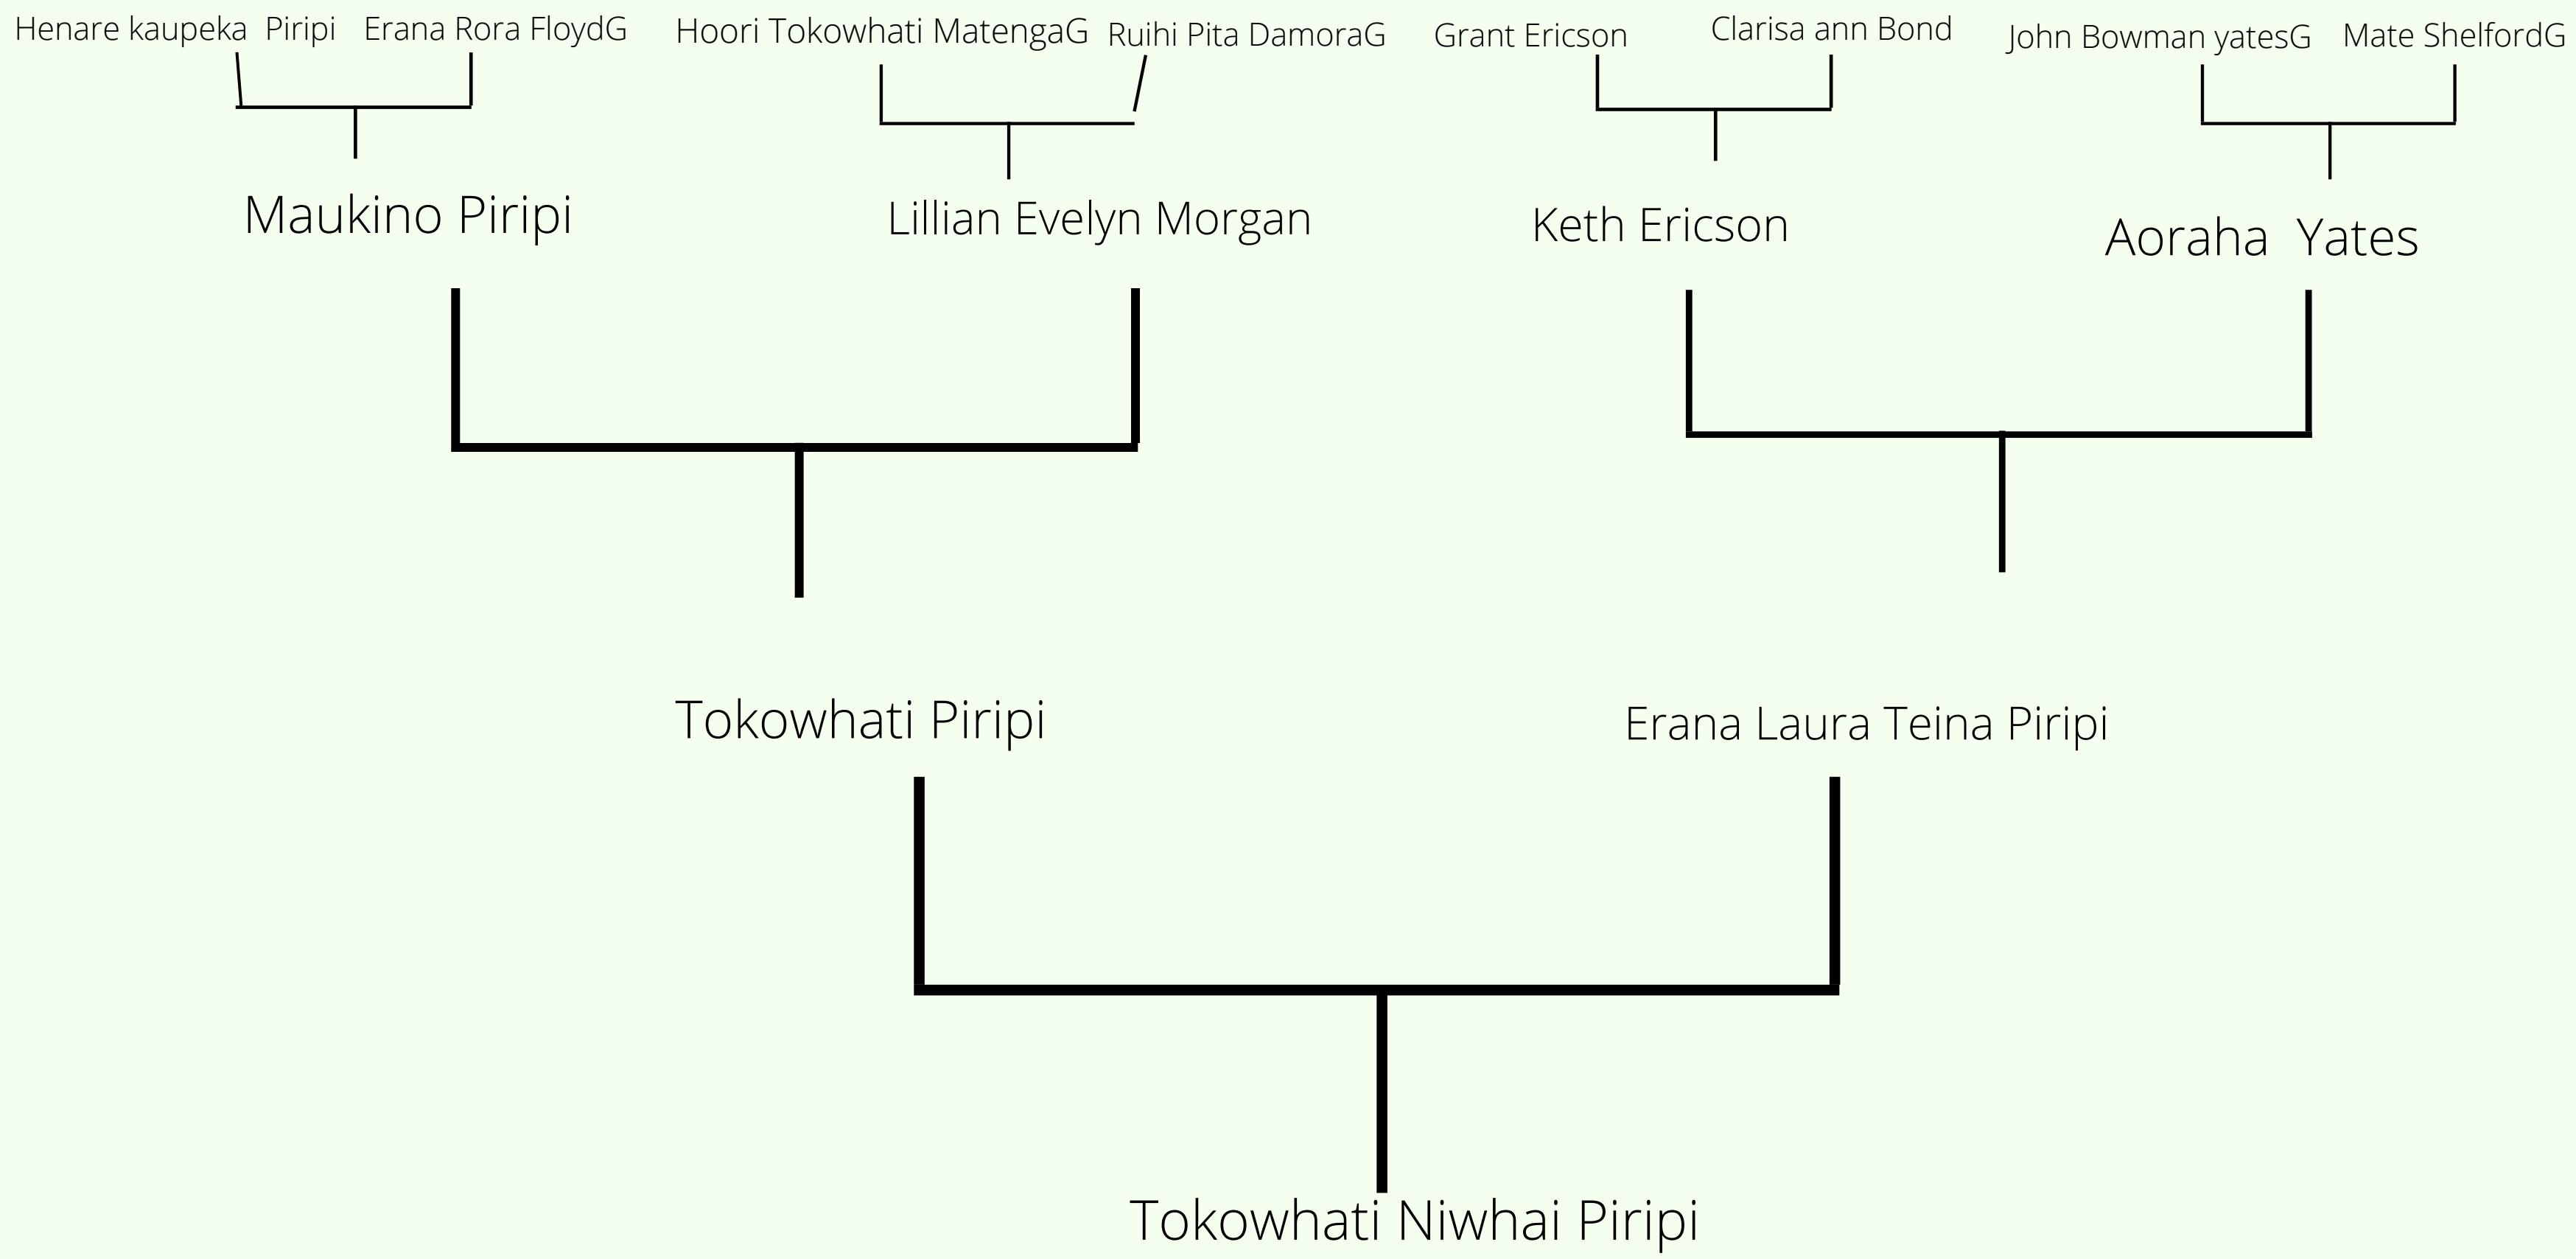 Henare kaupeka  Piripi
Erana Rora FloydG
Hoori Tokowhati MatengaG
Ruihi Pita DamoraG
Grant Ericson
Clarisa ann Bond
John Bowman yatesG
Mate ShelfordG
Maukino Piripi
Lillian Evelyn Morgan
Keth Ericson
Aoraha  Yates
Tokowhati Piripi
Erana Laura Teina Piripi
Tokowhati Niwhai Piripi